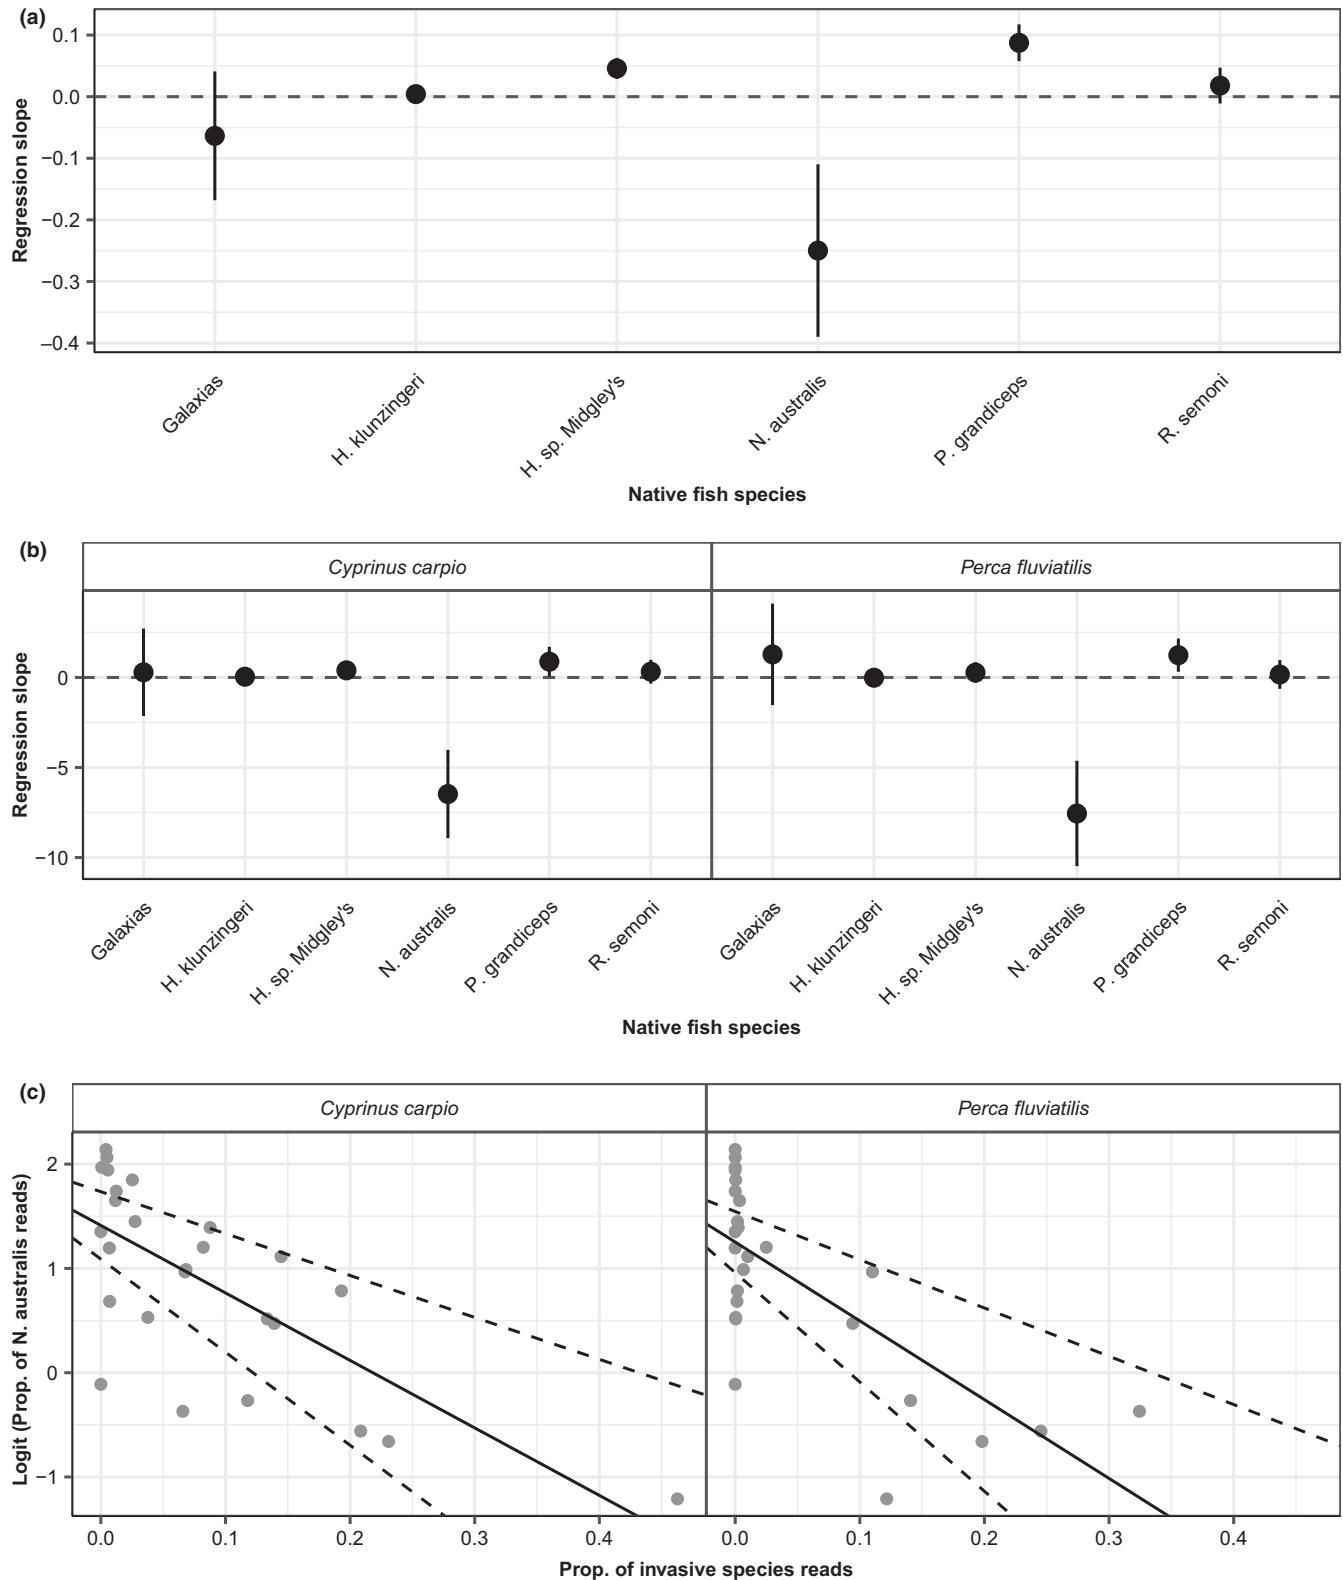 (a)
0.1
0.0
−0.1
−0.2
−0.3
−0.4
Regression slope
Galaxias
H. klunzingeri
H. sp. Midgley's
N. australis
P. grandiceps
R. semoni
Native fish species
(b)
Cyprinus carpio
Perca fluviatilis
0
−5
−10
Regression slope
Galaxias
H. klunzingeri
H. sp. Midgley's
N. australis
P. grandiceps
R. semoni
Galaxias
H. klunzingeri
H. sp. Midgley's
N. australis
P. grandiceps
R. semoni
Native fish species
(c)
Cyprinus carpio
Perca fluviatilis
2
1
0
−1
Logit (Prop. of N. australis reads)
0.0 0.1 0.2 0.3 0.4 0.0 0.1 0.2 0.3 0.4
Prop. of invasive species reads